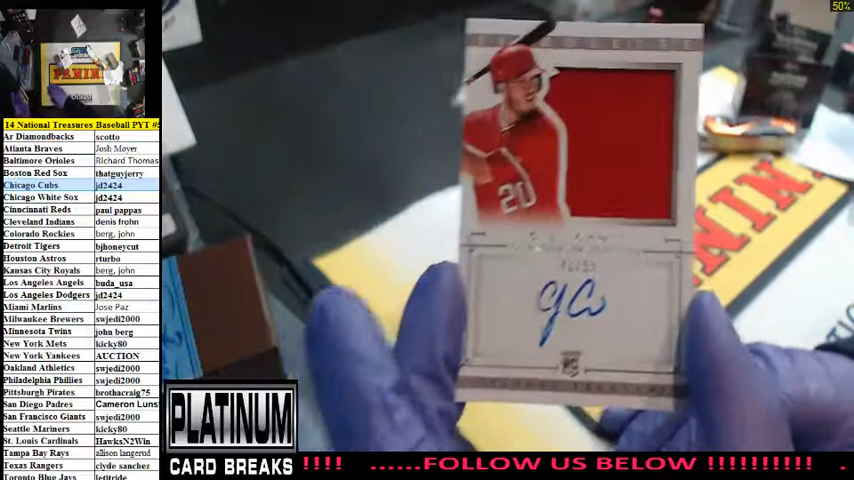 50%
14 National Treasures Baseball PYT #
Ar Diamondbacks scotto
Atlanta Braves Josh Moyer
Baltimore Orioles Richard Thomas
Boston Red Sox thatguyjerry
Chicago Cubs jd2424
Chicago White Sox jd2424
Cincinnati Reds paul pappas
Cleveland Indians denis frohn
Colorado Rockies berg, john
Detroit Tigers bjhoneycut
Houston Astros rturbo
Kansas City Royals berg, john
Los Angeles Angels buda_usa
Los Angeles Dodgers jd2424
Miami Marlins Jose Paz
Milwaukee Brewers swjedi2000
Minnesota Twins john berg
New York Mets kicky80
New York Yankees AUCTION
Oakland Athletics swjedi2000
Philadelphia Phillies swjedi2000
Pittsburgh Pirates brothacraig75
San Diego Padres Cameron Luns
San Francisco Giants swjedi2000
Seattle Mariners kicky80
St. Louis Cardinals HawksN2Win
Tampa Bay Rays allison langerud
Texas Rangers clyde sanchez
Toronto Blue Jays letitride
PANINI
20
PANINI
PLATINUM
CARD BREAKS
!!!! ......FOLLOW US BELOW !!!!!!!!!! .